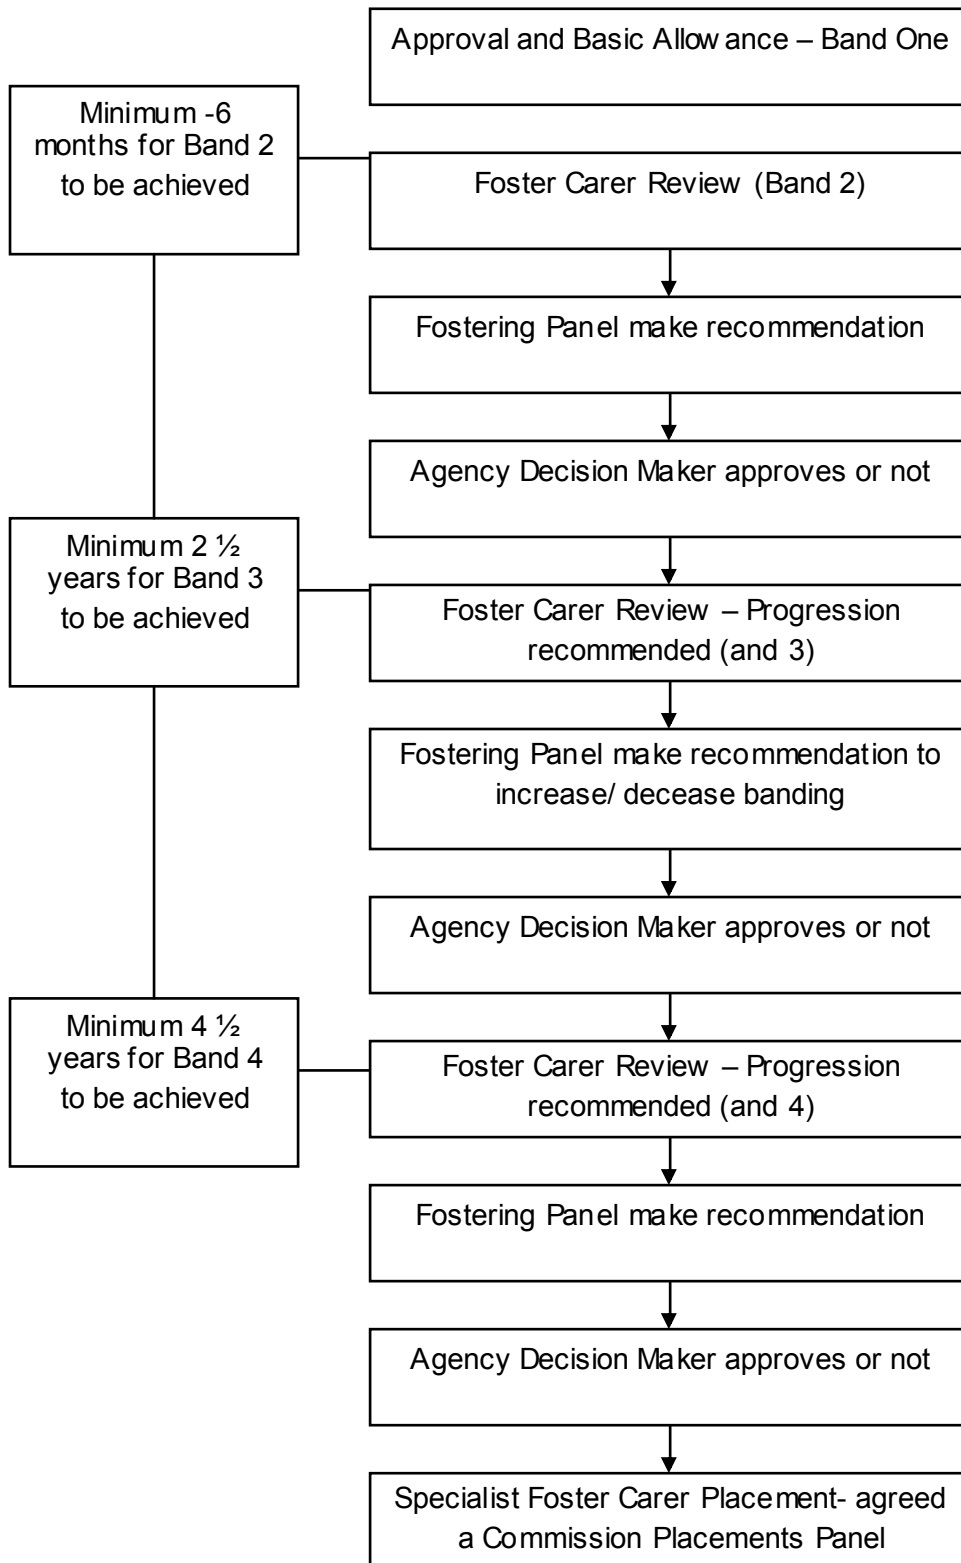 Approval and Basic Allowance – Band One
Minimum -6
months for Band 2
to be achieved
Foster Carer Review (Band 2)
Fostering Panel make recommendation
Agency Decision Maker approves or not
Minimum 2 ½
years for Band 3
to be achieved
Foster Carer Review – Progression
recommended (and 3)
Fostering Panel make recommendation to
increase/ decease banding
Agency Decision Maker approves or not
Minimum 4 ½
years for Band 4
to be achieved
Foster Carer Review – Progression
recommended (and 4)
Fostering Panel make recommendation
Agency Decision Maker approves or not
Specialist Foster Carer Placement- agreed
a Commission Placements Panel